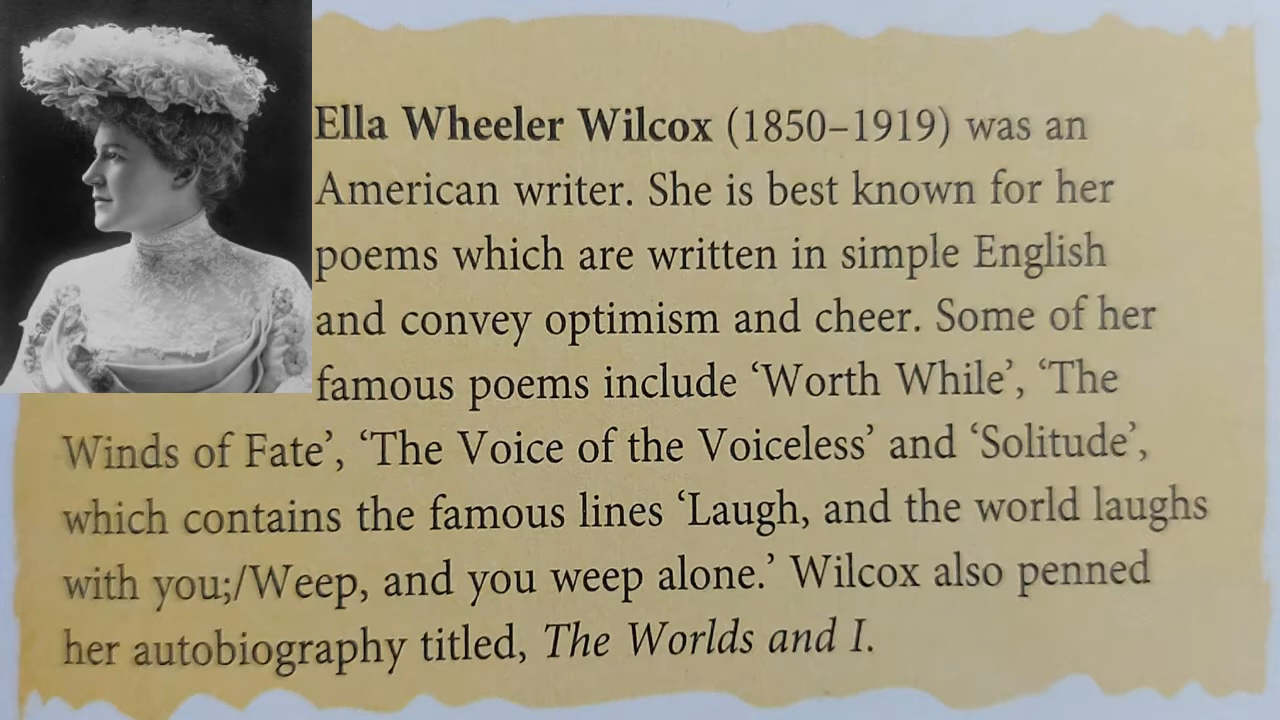 Ella Wheeler Wilcox (1850–1919) was an
American writer. She is best known for her
poems which are written in simple English
and convey optimism and cheer. Some of her
famous poems include ‘Worth While’, ‘The
Winds of Fate’, ‘The Voice of the Voiceless’ and ‘Solitude’,
which contains the famous lines ‘Laugh, and the world laughs
with you;/Weep, and you weep alone.’ Wilcox also penned
her autobiography titled, The Worlds and I.